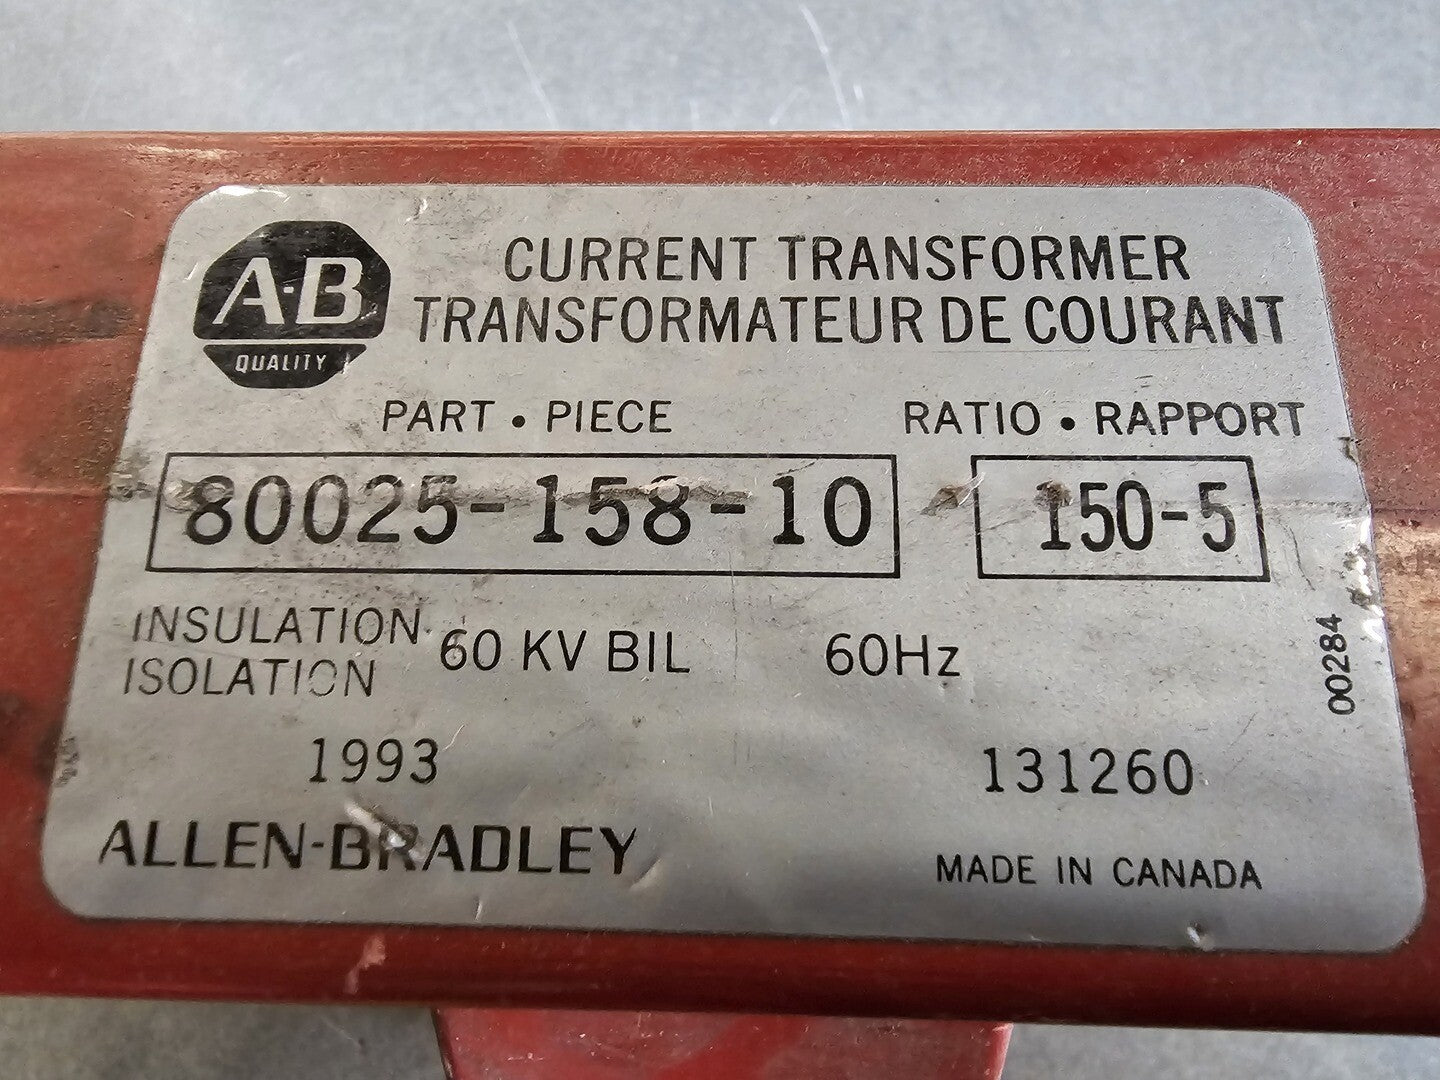 A-B
QUALITY
CURRENT TRANSFORMER
TRANSFORMATEUR DE COURANT
PART • PIECE
RATIO • RAPPORT
80025-158-10
150-5
INSULATION
ISOLATION
60 KV BIL
60Hz
00284
1993
131260
ALLEN-BRADLEY
MADE IN CANADA